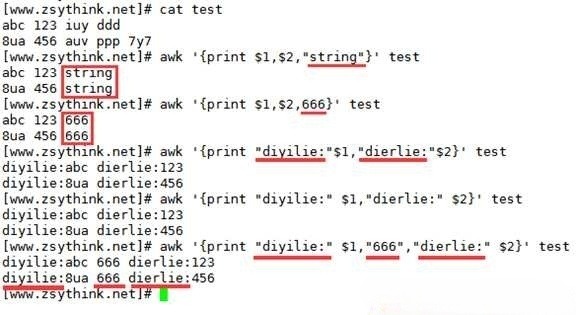 [www.zsythink.net]# cat test
abc 123 iuy ddd
8ua 456 auv ppp 7y7
[www.zsythink.net]# awk '{print $1,$2,"string"}' test
abc 123 string
8ua 456 string
[www.zsythink.net]# awk '{print $1,$2,666}' test
abc 123 666
8ua 456 666
[www.zsythink.net]# awk '{print "diyilie:"$1,"dierlie:"$2}' test
diyilie:abc dierlie:123
diyilie:8ua dierlie:456
[www.zsythink.net]# awk '{print "diyilie:" $1,"dierlie:" $2}' test
diyilie:abc dierlie:123
diyilie:8ua dierlie:456
[www.zsythink.net]# awk '{print "diyilie:" $1,"666","dierlie:" $2}' test
diyilie:abc 666 dierlie:123
diyilie:8ua 666 dierlie:456
[www.zsythink.net]#